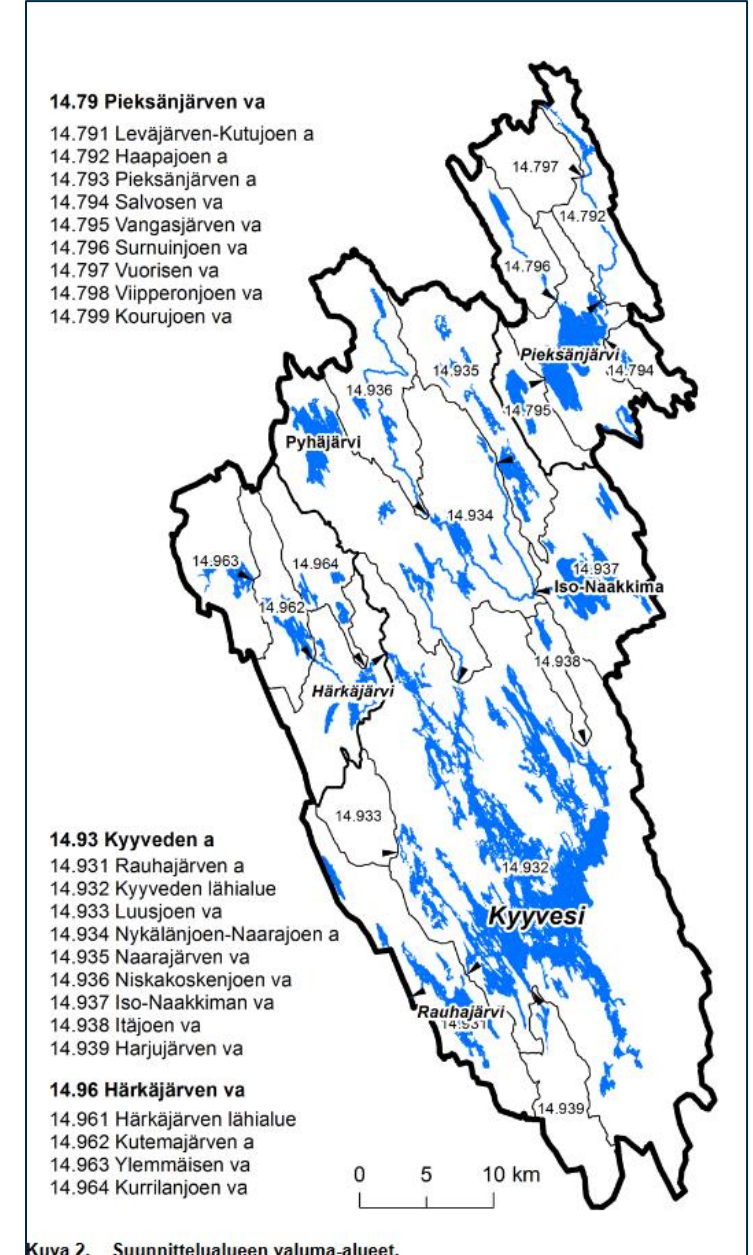 14.79 Pieksänjärven va
14.791 Leväjärven-Kutujoen a
14.792 Haapajoen a
14.793 Pieksänjärven a
14.794 Salvosen va
14.795 Vangasjärven va
14.796 Surnuinjoen va
14.797 Vuorisen va
14.798 Viipperonjoen va
14.799 Kourujoen va
14.797
14.792
14.796
Pieksänjärvi
14.794
14.795
14.935
14.936
Pyhäjärvi
14.934
14.963
14.964
14.937
Iso-Naakkima
14.962
14.938
Härkäjärvi
14.933
14.932
Kyyvesi
Rauhajärvi
14.931
14.939
14.93 Kyyveden a
14.931 Rauhajärven a
14.932 Kyyveden lähialue
14.933 Luusjoen va
14.934 Nykälänjoen-Naarajoen a
14.935 Naarajärven va
14.936 Niskakoskenjoen va
14.937 Iso-Naakkiman va
14.938 Itäjoen va
14.939 Harjujärven va
14.96 Härkäjärven va
14.961 Härkäjärven lähialue
14.962 Kutemajärven a
14.963 Ylemmäisen va
14.964 Kurrilanjoen va
0 5 10 km
Kuva 2. Suunnittelualueen valuma-alueet.